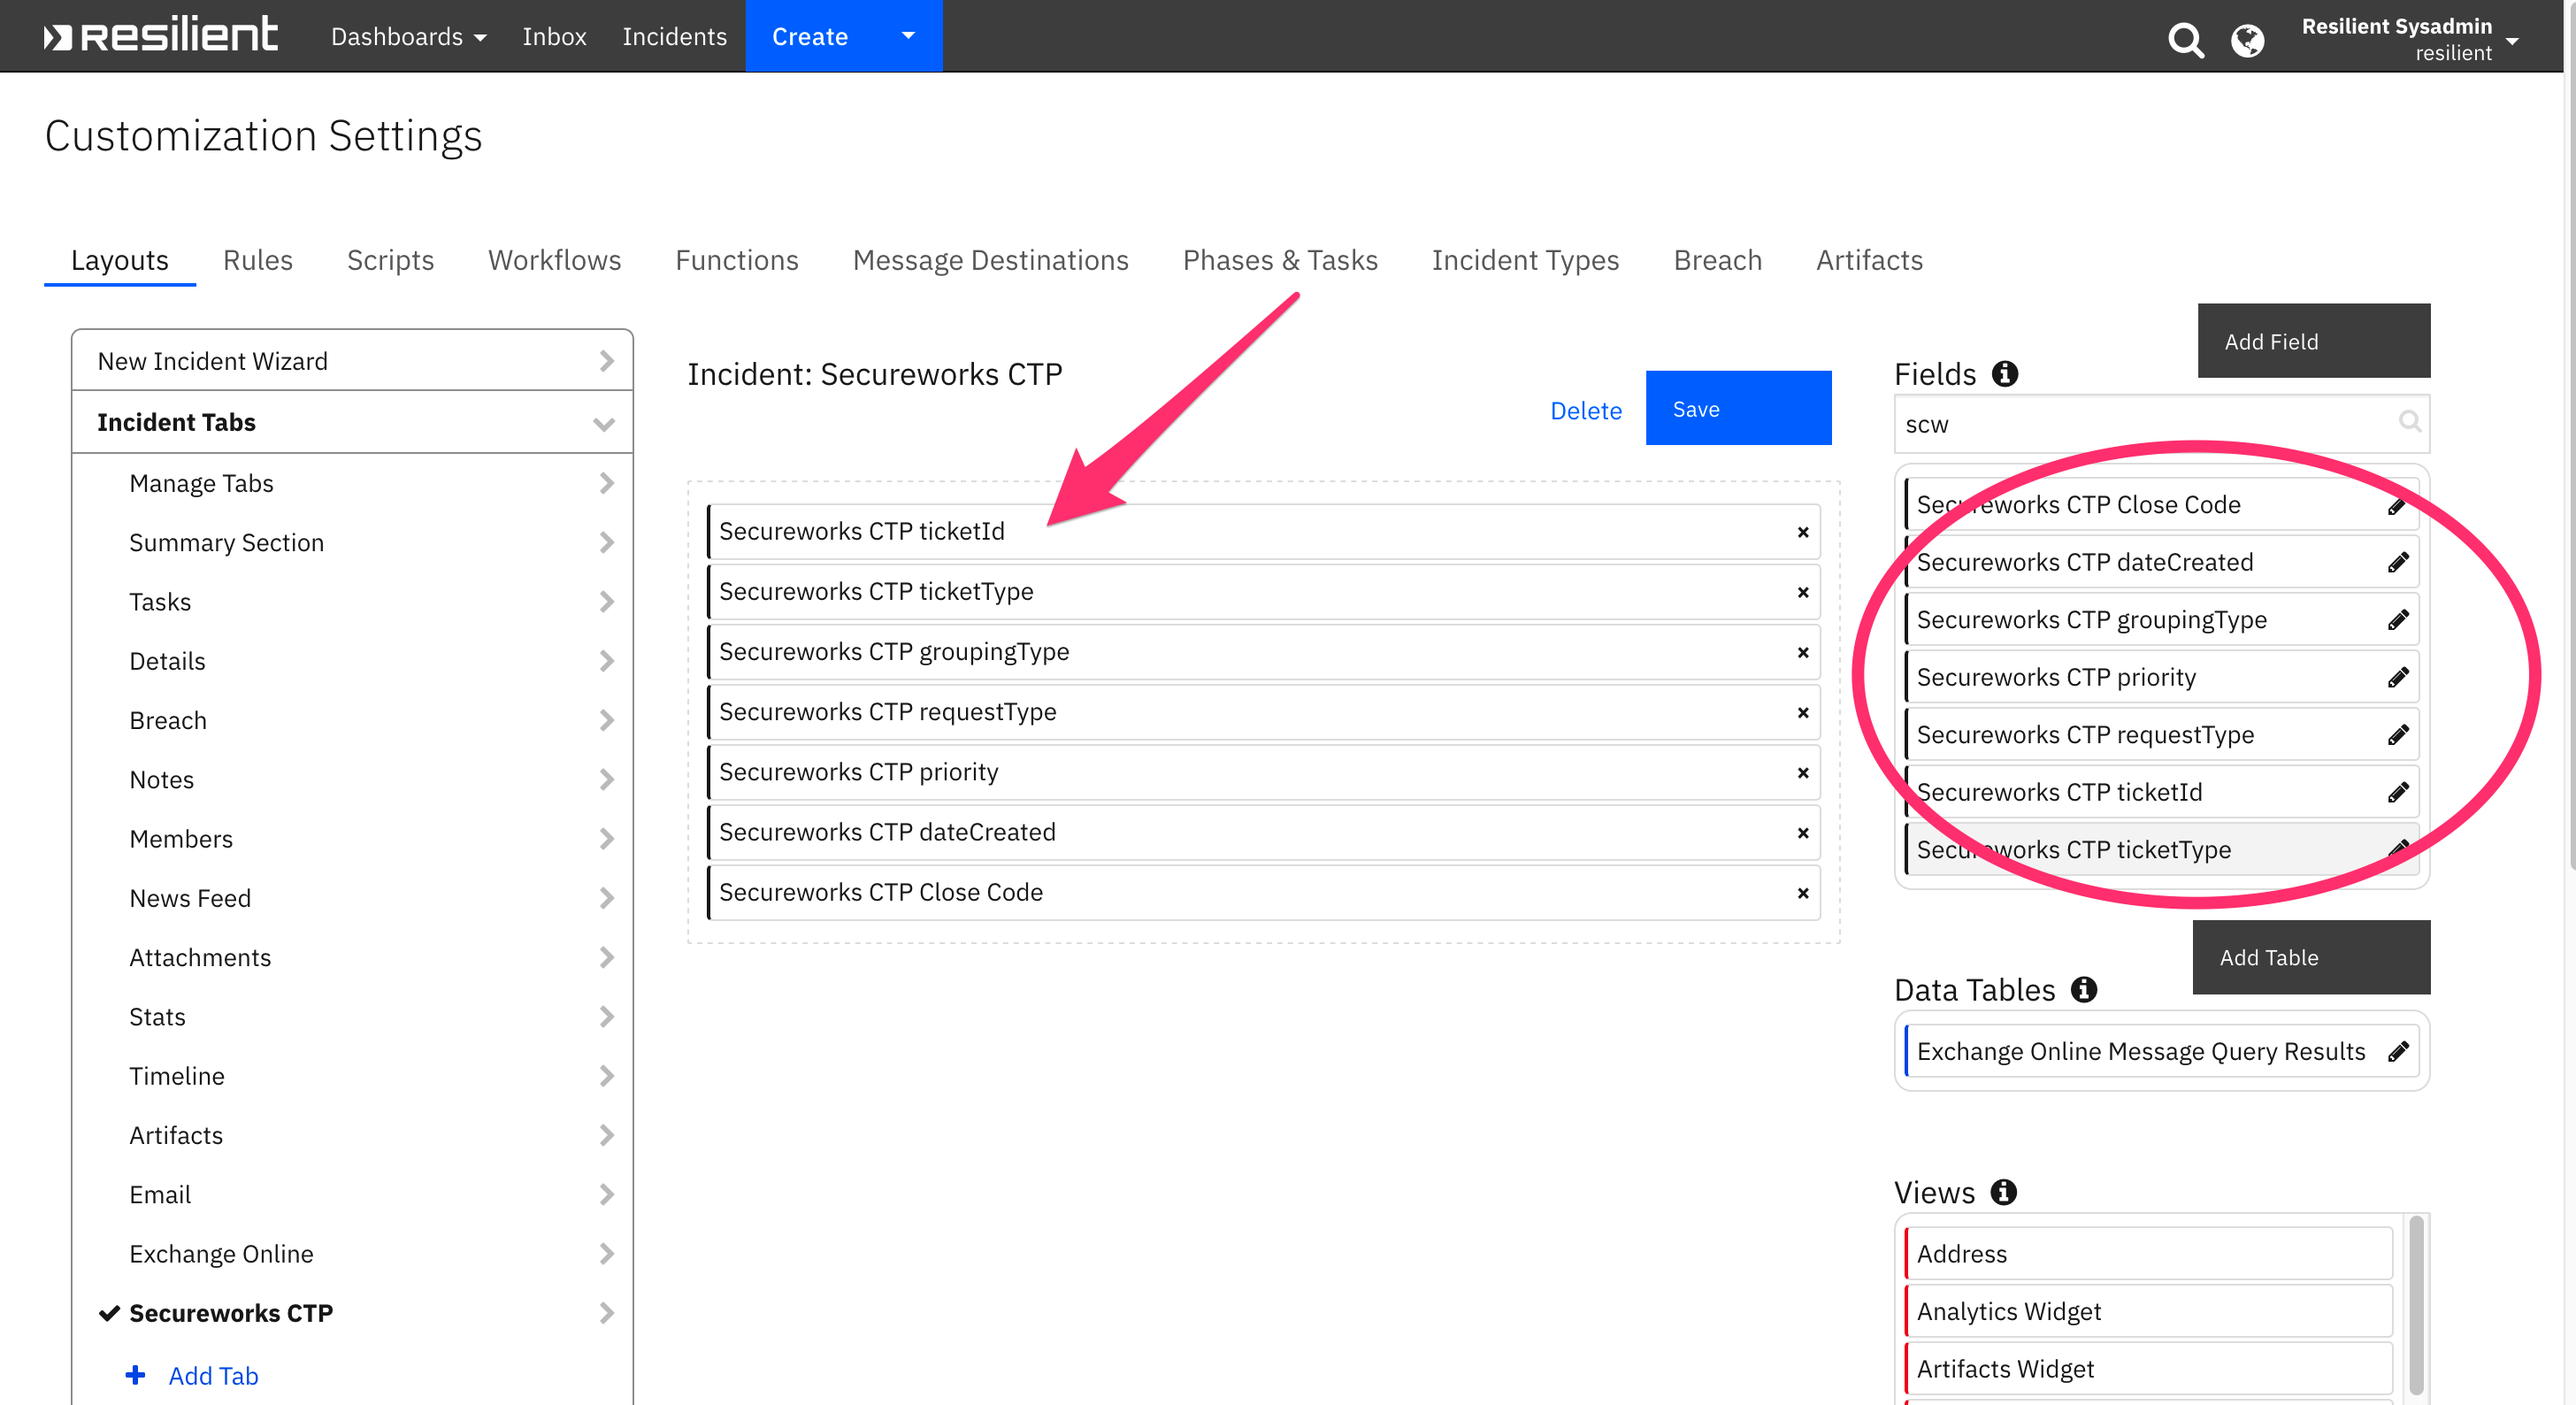 resilient
Dashboards
Inbox
Incidents
Create
Resilient Sysadmin
resilient
Customization Settings
Layouts
Rules
Scripts
Workflows
Functions
Message Destinations
Phases & Tasks
Incident Types
Breach
Artifacts
New Incident Wizard
Incident Tabs
Manage Tabs
Summary Section
Tasks
Details
Breach
Notes
Members
News Feed
Attachments
Stats
Timeline
Artifacts
Email
Exchange Online
Secureworks CTP
Add Tab
Incident: Secureworks CTP
Delete
Save
Secureworks CTP ticketId
Secureworks CTP ticketType
Secureworks CTP groupingType
Secureworks CTP requestType
Secureworks CTP priority
Secureworks CTP dateCreated
Secureworks CTP Close Code
Add Field
Fields
scw
Secureworks CTP Close Code
Secureworks CTP dateCreated
Secureworks CTP groupingType
Secureworks CTP priority
Secureworks CTP requestType
Secureworks CTP ticketId
Secureworks CTP ticketType
Add Table
Data Tables
Exchange Online Message Query Results
Views
Address
Analytics Widget
Artifacts Widget